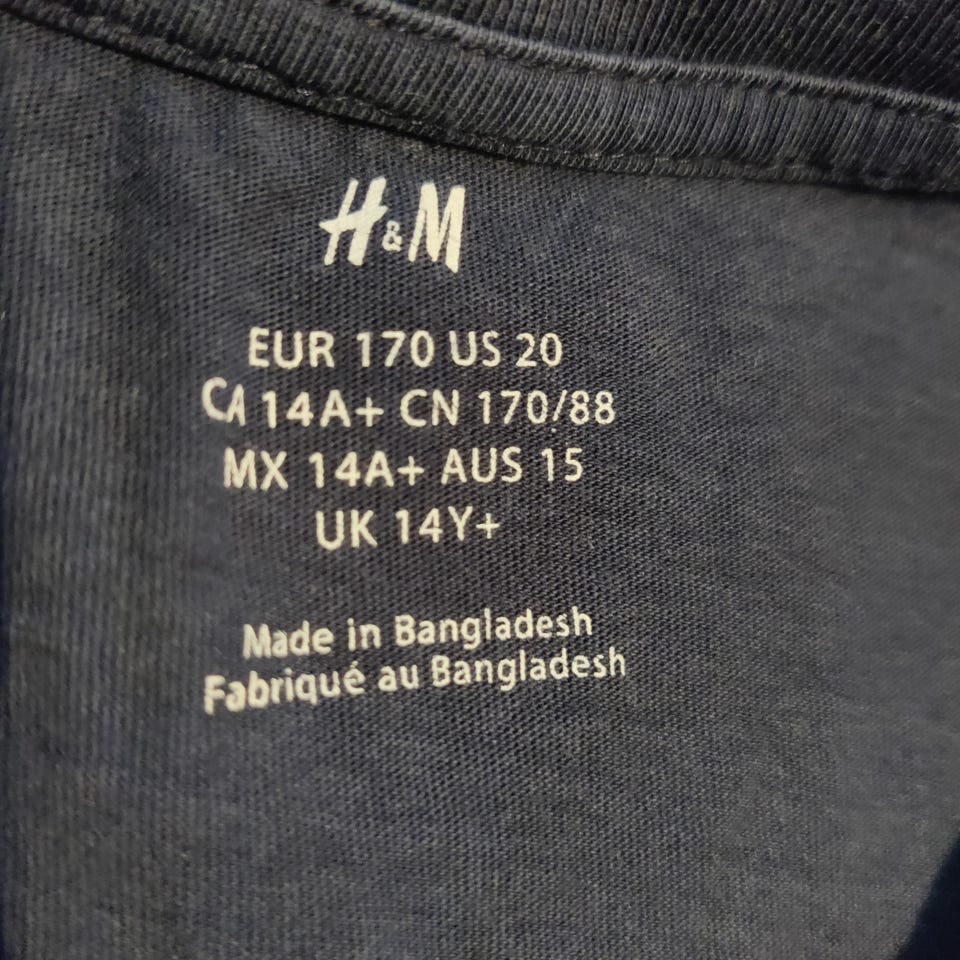 H&M
EUR 170 US 20
CA 14A+ CN 170/88
MX 14A+ AUS 15
UK 14Y+
Made in Bangladesh
Fabriqué au Bangladesh